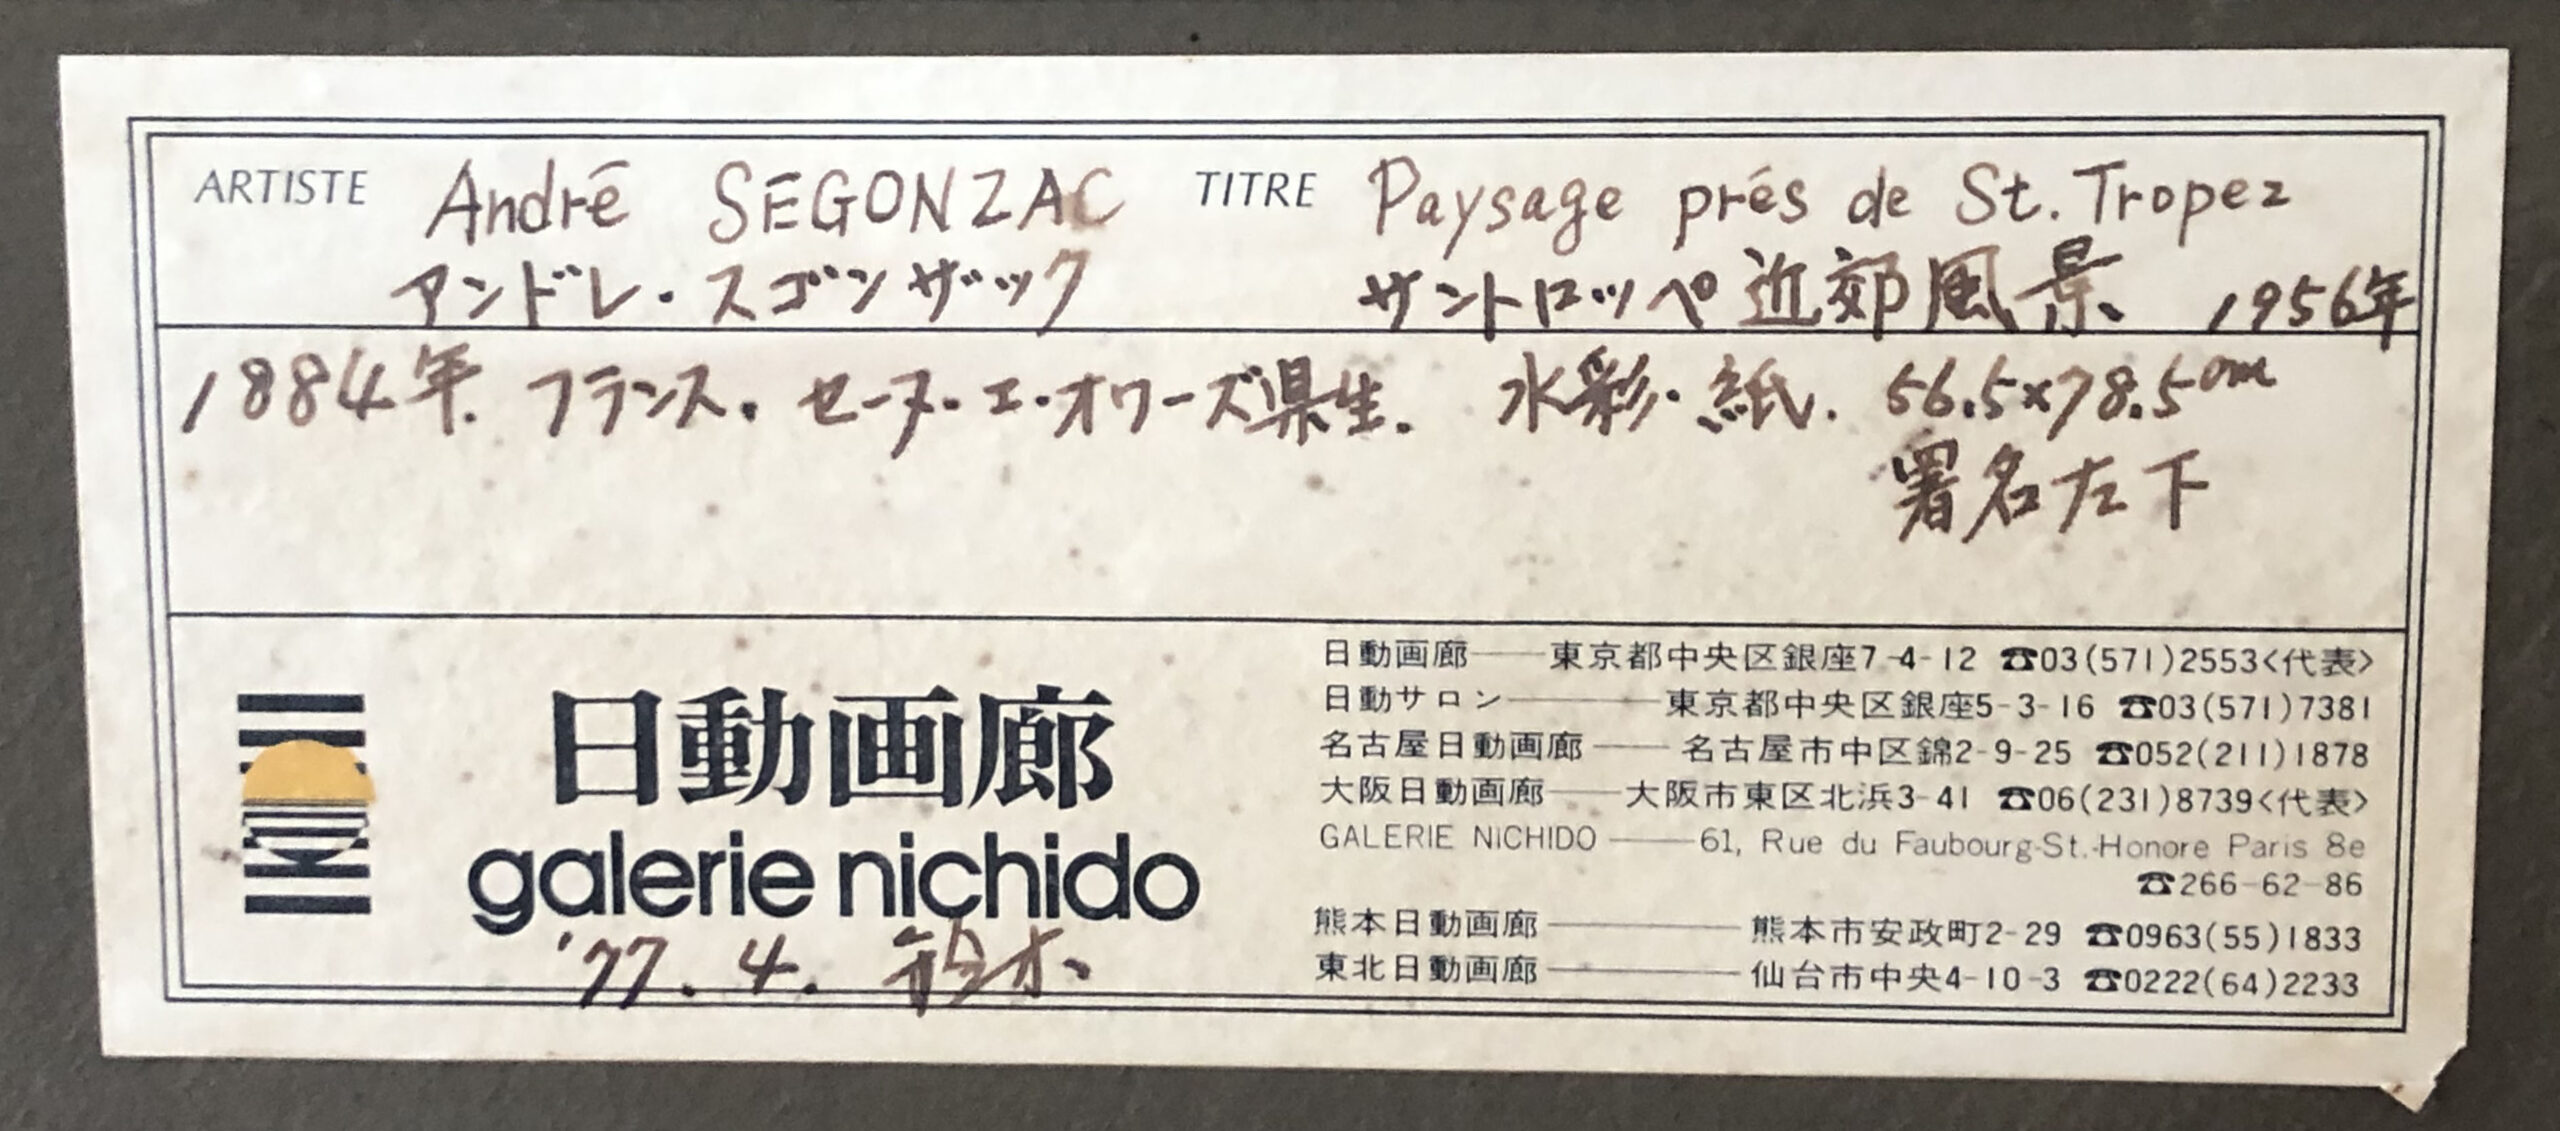 ARTISTE André SEGONZAC TITRE Paysage prés de St. Tropez
アンドレ・スゴンザック サントロッペ近郊風景 1956年
1884年. フランス. セーヌ・エ・オワーズ県生. 水彩・紙. 56.5×78.5cm
署名左下
日動画廊
galerie nichido
'77. 4. 鈴木
日動画廊——東京都中央区銀座7-4-12 ☎03(571)2553<代表>
日動サロン——東京都中央区銀座5-3-16 ☎03(571)7381
名古屋日動画廊——名古屋市中区錦2-9-25 ☎052(211)1878
大阪日動画廊——大阪市東区北浜3-41 ☎06(231)8739<代表>
GALERIE NiCHIDO——61, Rue du Faubourg-St.-Honore Paris 8e
☎266-62-86
熊本日動画廊——熊本市安政町2-29 ☎0963(55)1833
東北日動画廊——仙台市中央4-10-3 ☎0222(64)2233